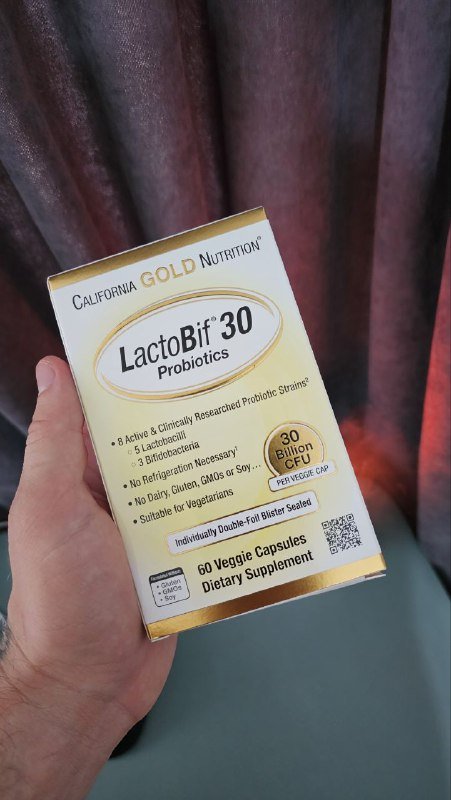 CALIFORNIA GOLD NUTRITION®
LactoBif® 30
Probiotics
• 8 Active & Clinically Researched Probiotic Strains²
○ 5 Lactobacilli
○ 3 Bifidobacteria
• No Refrigeration Necessary¹
• No Dairy, Gluten, GMOs or Soy...
• Suitable for Vegetarians
30
Billion
CFU
PER VEGGIE CAP
Individually Double-Foil Blister Sealed
60 Veggie Capsules
Dietary Supplement
• Gluten
• GMOs
• Soy